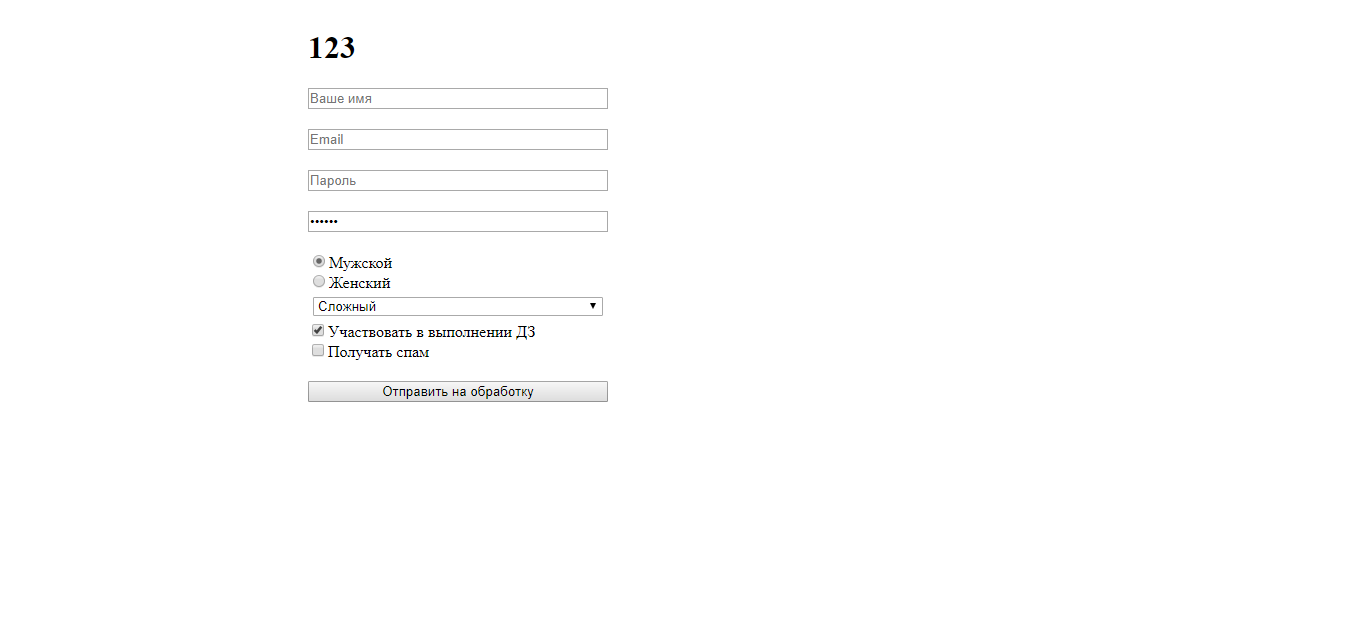 123
Ваше имя
Email
Пароль
••••••
Мужской
Женский
Сложный
Участвовать в выполнении ДЗ
Получать спам
Отправить на обработку